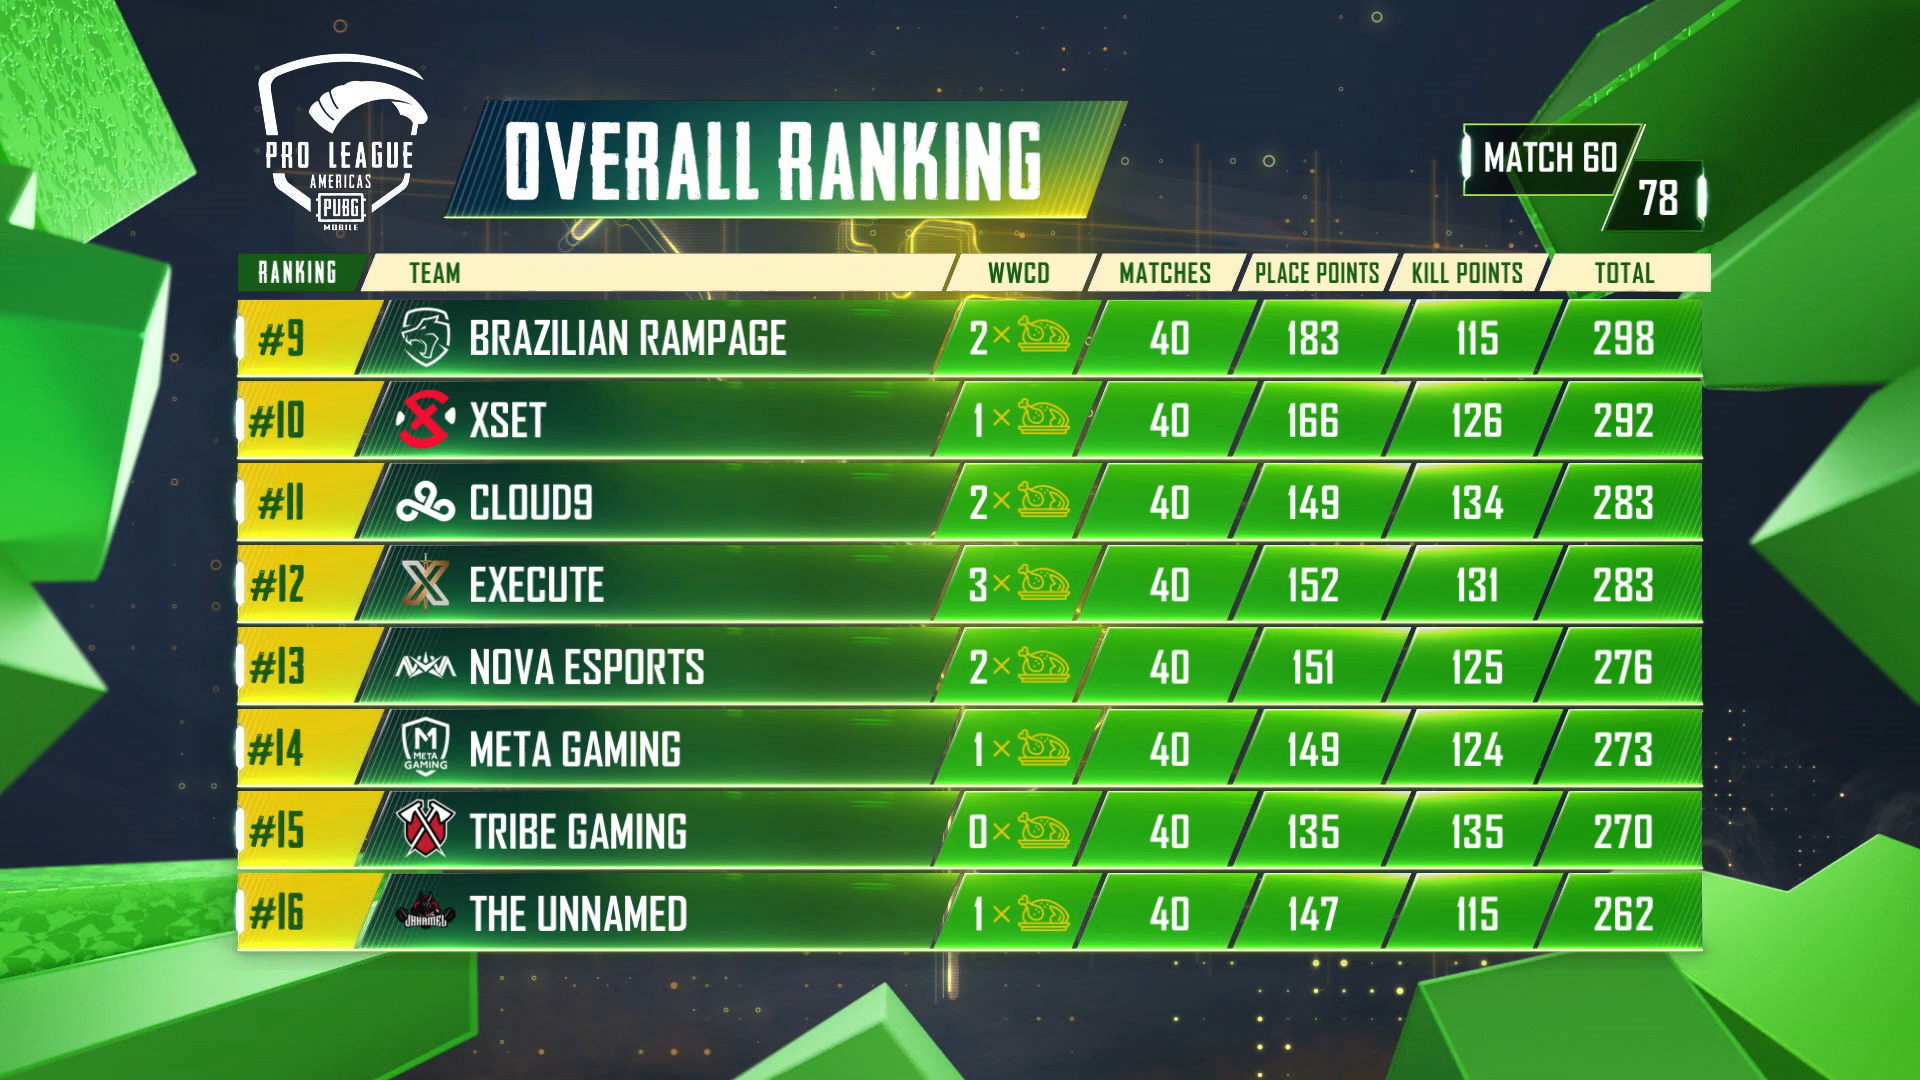 PRO LEAGUE
AMERICAS
PUBG
MOBILE
OVERALL RANKING
MATCH 60
78
RANKING TEAM WWCD MATCHES PLACE POINTS KILL POINTS TOTAL
#9 BRAZILIAN RAMPAGE 2× 40 183 115 298
#10 XSET 1× 40 166 126 292
#11 CLOUD9 2× 40 149 134 283
#12 EXECUTE 3× 40 152 131 283
#13 NOVA ESPORTS 2× 40 151 125 276
#14 M META GAMING META GAMING 1× 40 149 124 273
#15 TRIBE GAMING 0× 40 135 135 270
#16 JAHAMEL THE UNNAMED 1× 40 147 115 262